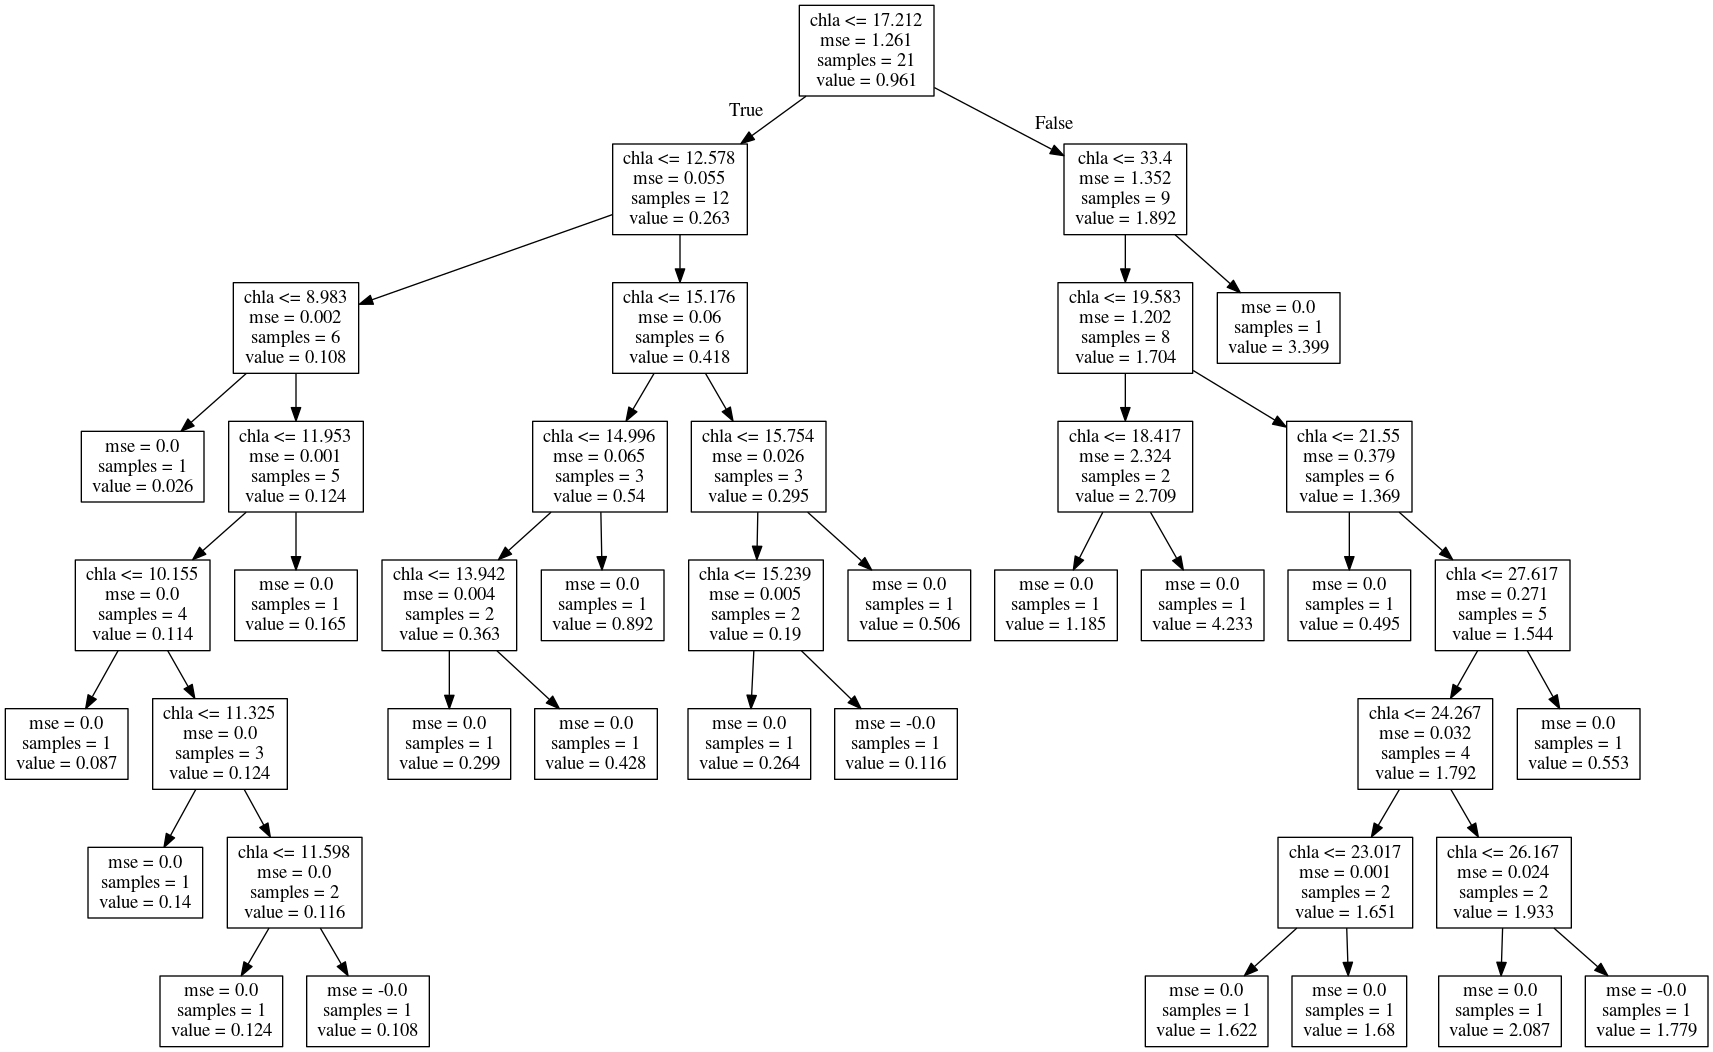 chla <= 17.212
mse = 1.261
samples = 21
value = 0.961
True
False
chla <= 12.578
mse = 0.055
samples = 12
value = 0.263
chla <= 33.4
mse = 1.352
samples = 9
value = 1.892
chla <= 8.983
mse = 0.002
samples = 6
value = 0.108
chla <= 15.176
mse = 0.06
samples = 6
value = 0.418
chla <= 19.583
mse = 1.202
samples = 8
value = 1.704
mse = 0.0
samples = 1
value = 3.399
mse = 0.0
samples = 1
value = 0.026
chla <= 11.953
mse = 0.001
samples = 5
value = 0.124
chla <= 14.996
mse = 0.065
samples = 3
value = 0.54
chla <= 15.754
mse = 0.026
samples = 3
value = 0.295
chla <= 18.417
mse = 2.324
samples = 2
value = 2.709
chla <= 21.55
mse = 0.379
samples = 6
value = 1.369
chla <= 10.155
mse = 0.0
samples = 4
value = 0.114
mse = 0.0
samples = 1
value = 0.165
chla <= 13.942
mse = 0.004
samples = 2
value = 0.363
mse = 0.0
samples = 1
value = 0.892
chla <= 15.239
mse = 0.005
samples = 2
value = 0.19
mse = 0.0
samples = 1
value = 0.506
mse = 0.0
samples = 1
value = 1.185
mse = 0.0
samples = 1
value = 4.233
mse = 0.0
samples = 1
value = 0.495
chla <= 27.617
mse = 0.271
samples = 5
value = 1.544
mse = 0.0
samples = 1
value = 0.087
chla <= 11.325
mse = 0.0
samples = 3
value = 0.124
mse = 0.0
samples = 1
value = 0.299
mse = 0.0
samples = 1
value = 0.428
mse = 0.0
samples = 1
value = 0.264
mse = -0.0
samples = 1
value = 0.116
chla <= 24.267
mse = 0.032
samples = 4
value = 1.792
mse = 0.0
samples = 1
value = 0.553
mse = 0.0
samples = 1
value = 0.14
chla <= 11.598
mse = 0.0
samples = 2
value = 0.116
chla <= 23.017
mse = 0.001
samples = 2
value = 1.651
chla <= 26.167
mse = 0.024
samples = 2
value = 1.933
mse = 0.0
samples = 1
value = 0.124
mse = -0.0
samples = 1
value = 0.108
mse = 0.0
samples = 1
value = 1.622
mse = 0.0
samples = 1
value = 1.68
mse = 0.0
samples = 1
value = 2.087
mse = -0.0
samples = 1
value = 1.779